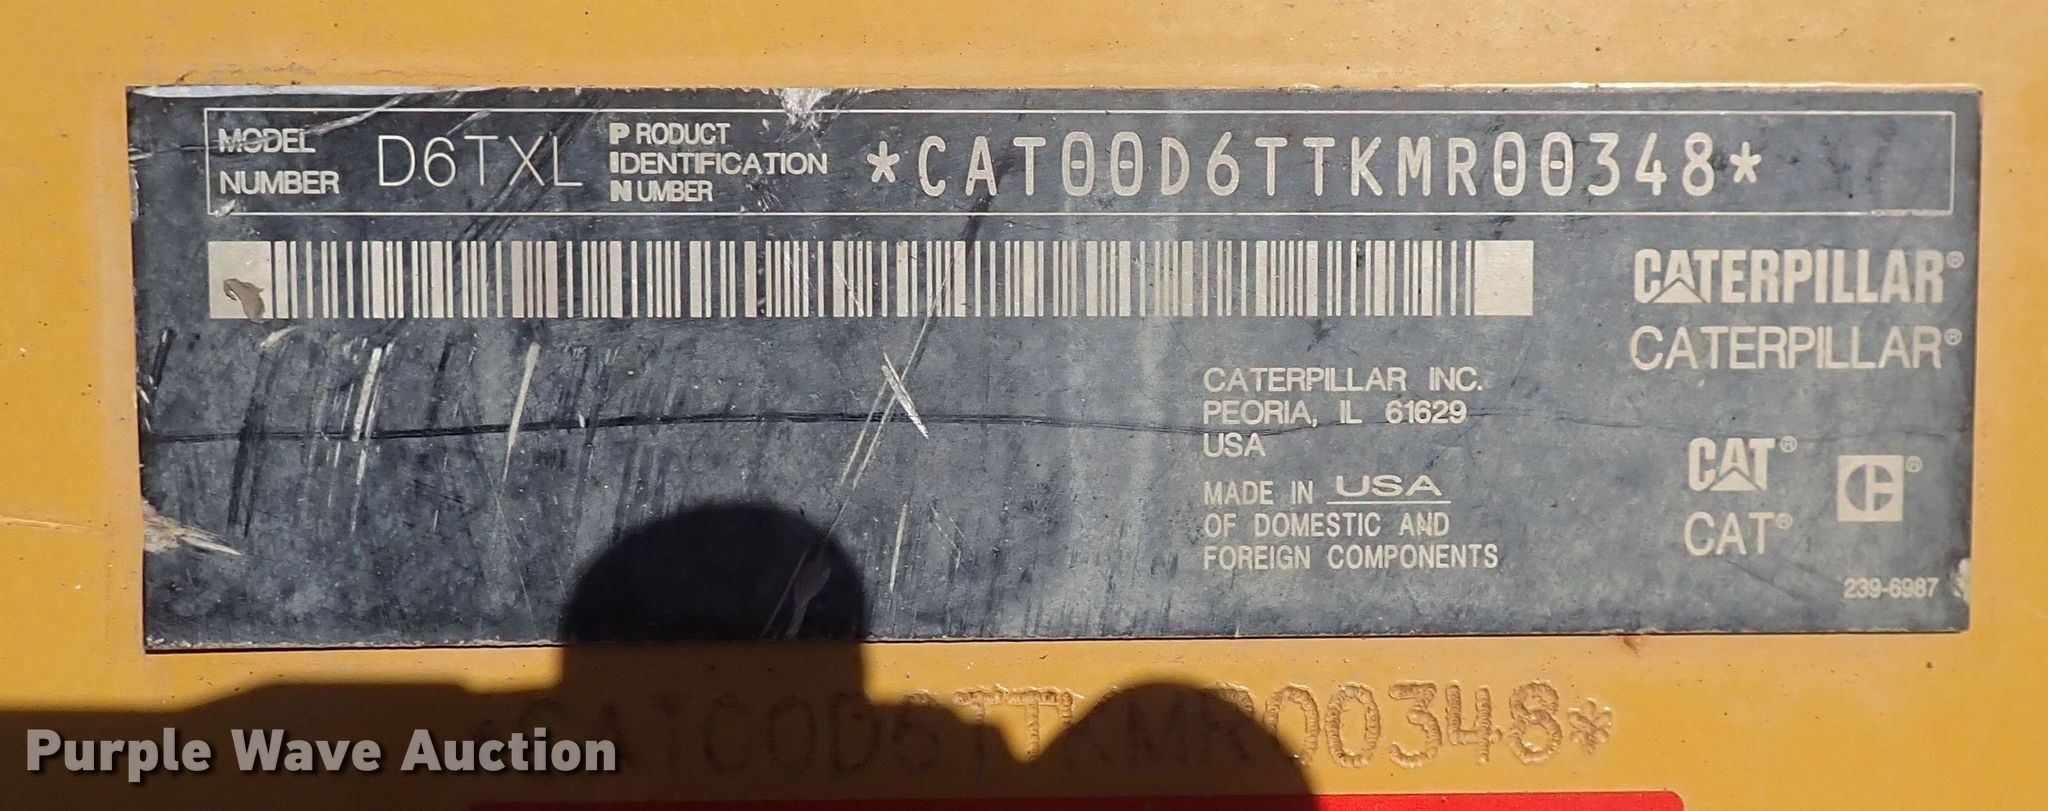 MODEL NUMBER D6TXL PRODUCT IDENTIFICATION NUMBER *CAT00D6TTKMR00348*
CATERPILLAR®
CATERPILLAR®
CATERPILLAR INC.
PEORIA, IL 61629
USA
MADE IN USA
OF DOMESTIC AND
FOREIGN COMPONENTS
CAT®
CAT®
C®
239-6987
*CAT00D6TTKMR00348*
Purple Wave Auction